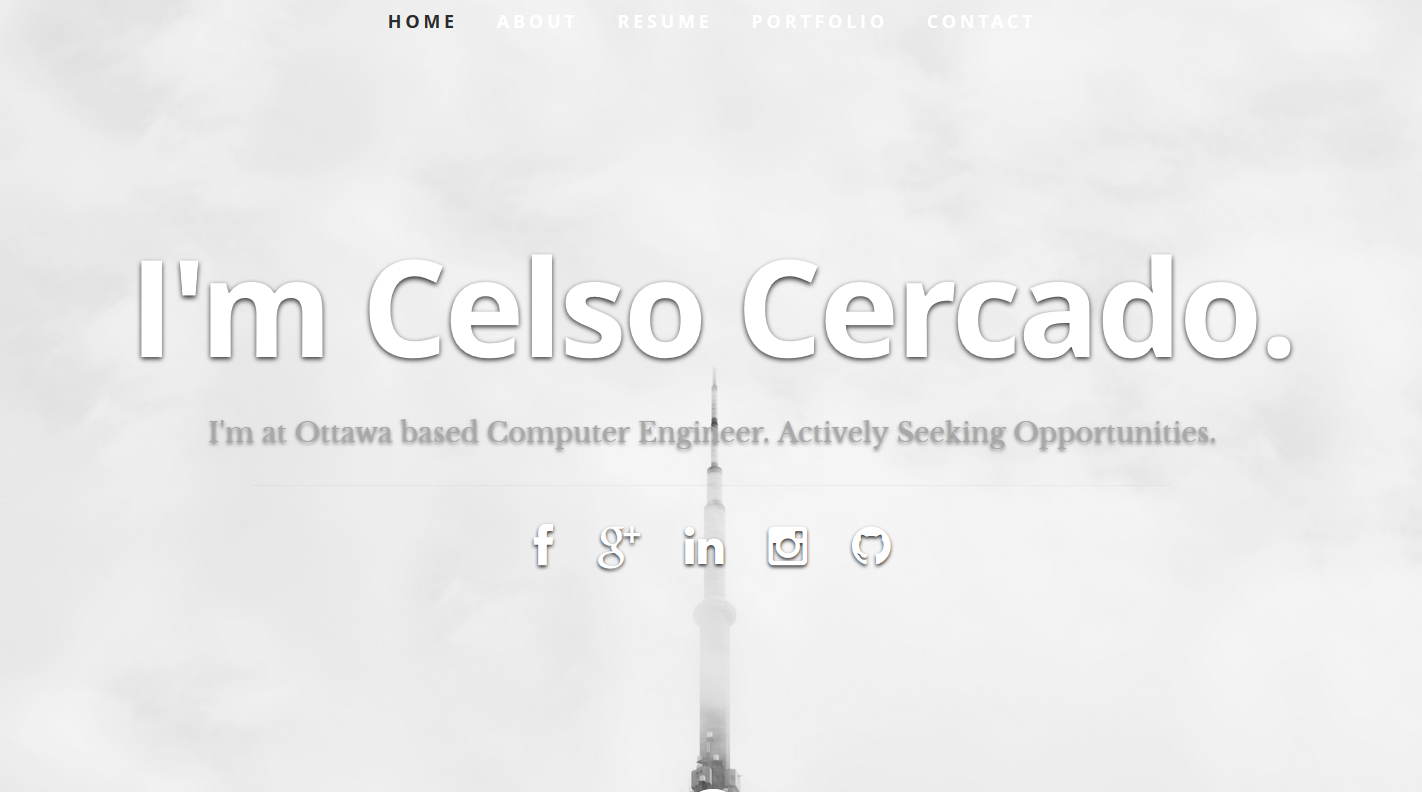 HOME ABOUT RESUME PORTFOLIO CONTACT
I'm Celso Cercado.
I'm at Ottawa based Computer Engineer. Actively Seeking Opportunities.